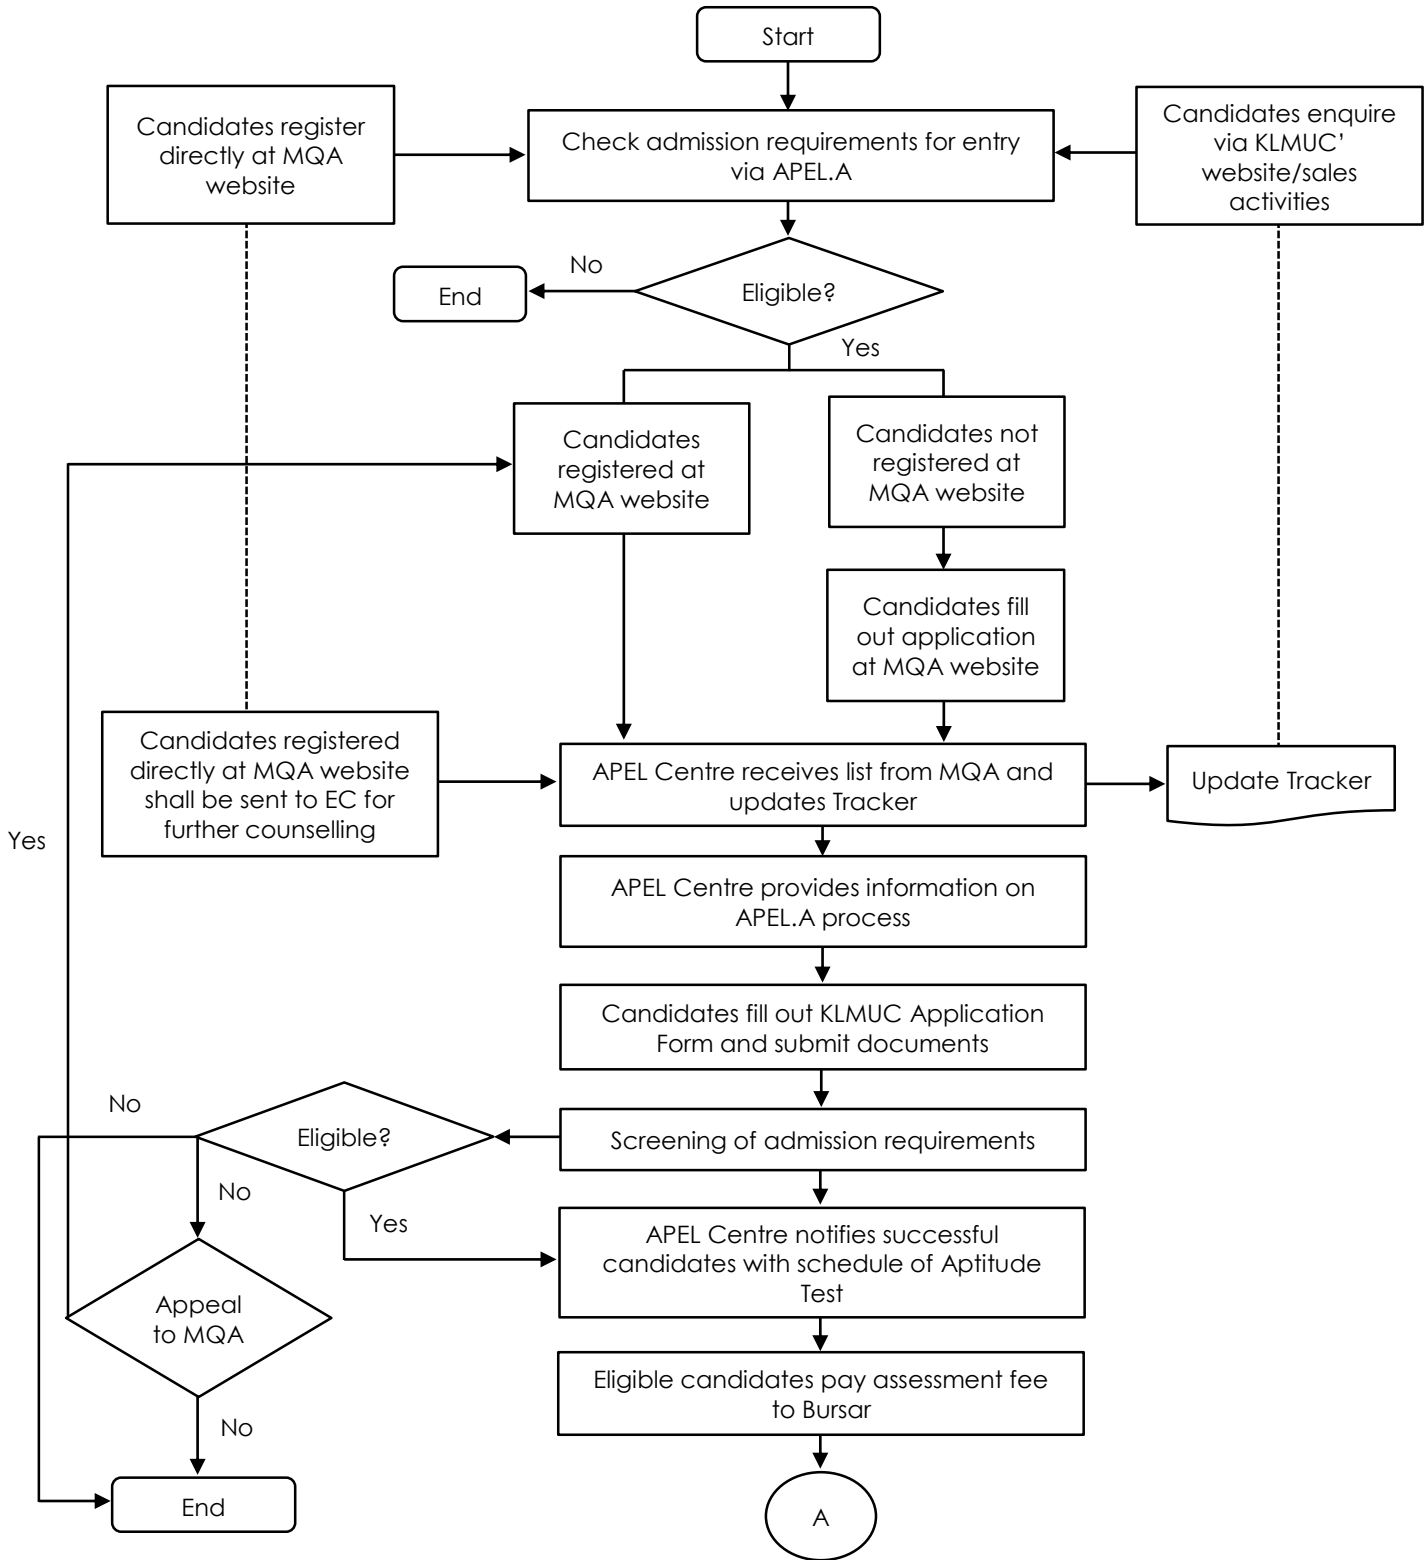 Start
Candidates register
directly at MQA
website
Check admission requirements for entry
via APEL.A
Candidates enquire
via KLMUC'
website/sales
activities
No
End
Eligible?
Yes
Candidates
registered at
MQA website
Candidates not
registered at
MQA website
Candidates fill
out application
at MQA website
Candidates registered
directly at MQA website
shall be sent to EC for
further counselling
APEL Centre receives list from MQA and
updates Tracker
Update Tracker
Yes
APEL Centre provides information on
APEL.A process
Candidates fill out KLMUC Application
Form and submit documents
No
Eligible?
Screening of admission requirements
No
Yes
APEL Centre notifies successful
candidates with schedule of Aptitude
Test
Appeal
to MQA
Eligible candidates pay assessment fee
to Bursar
No
End
A